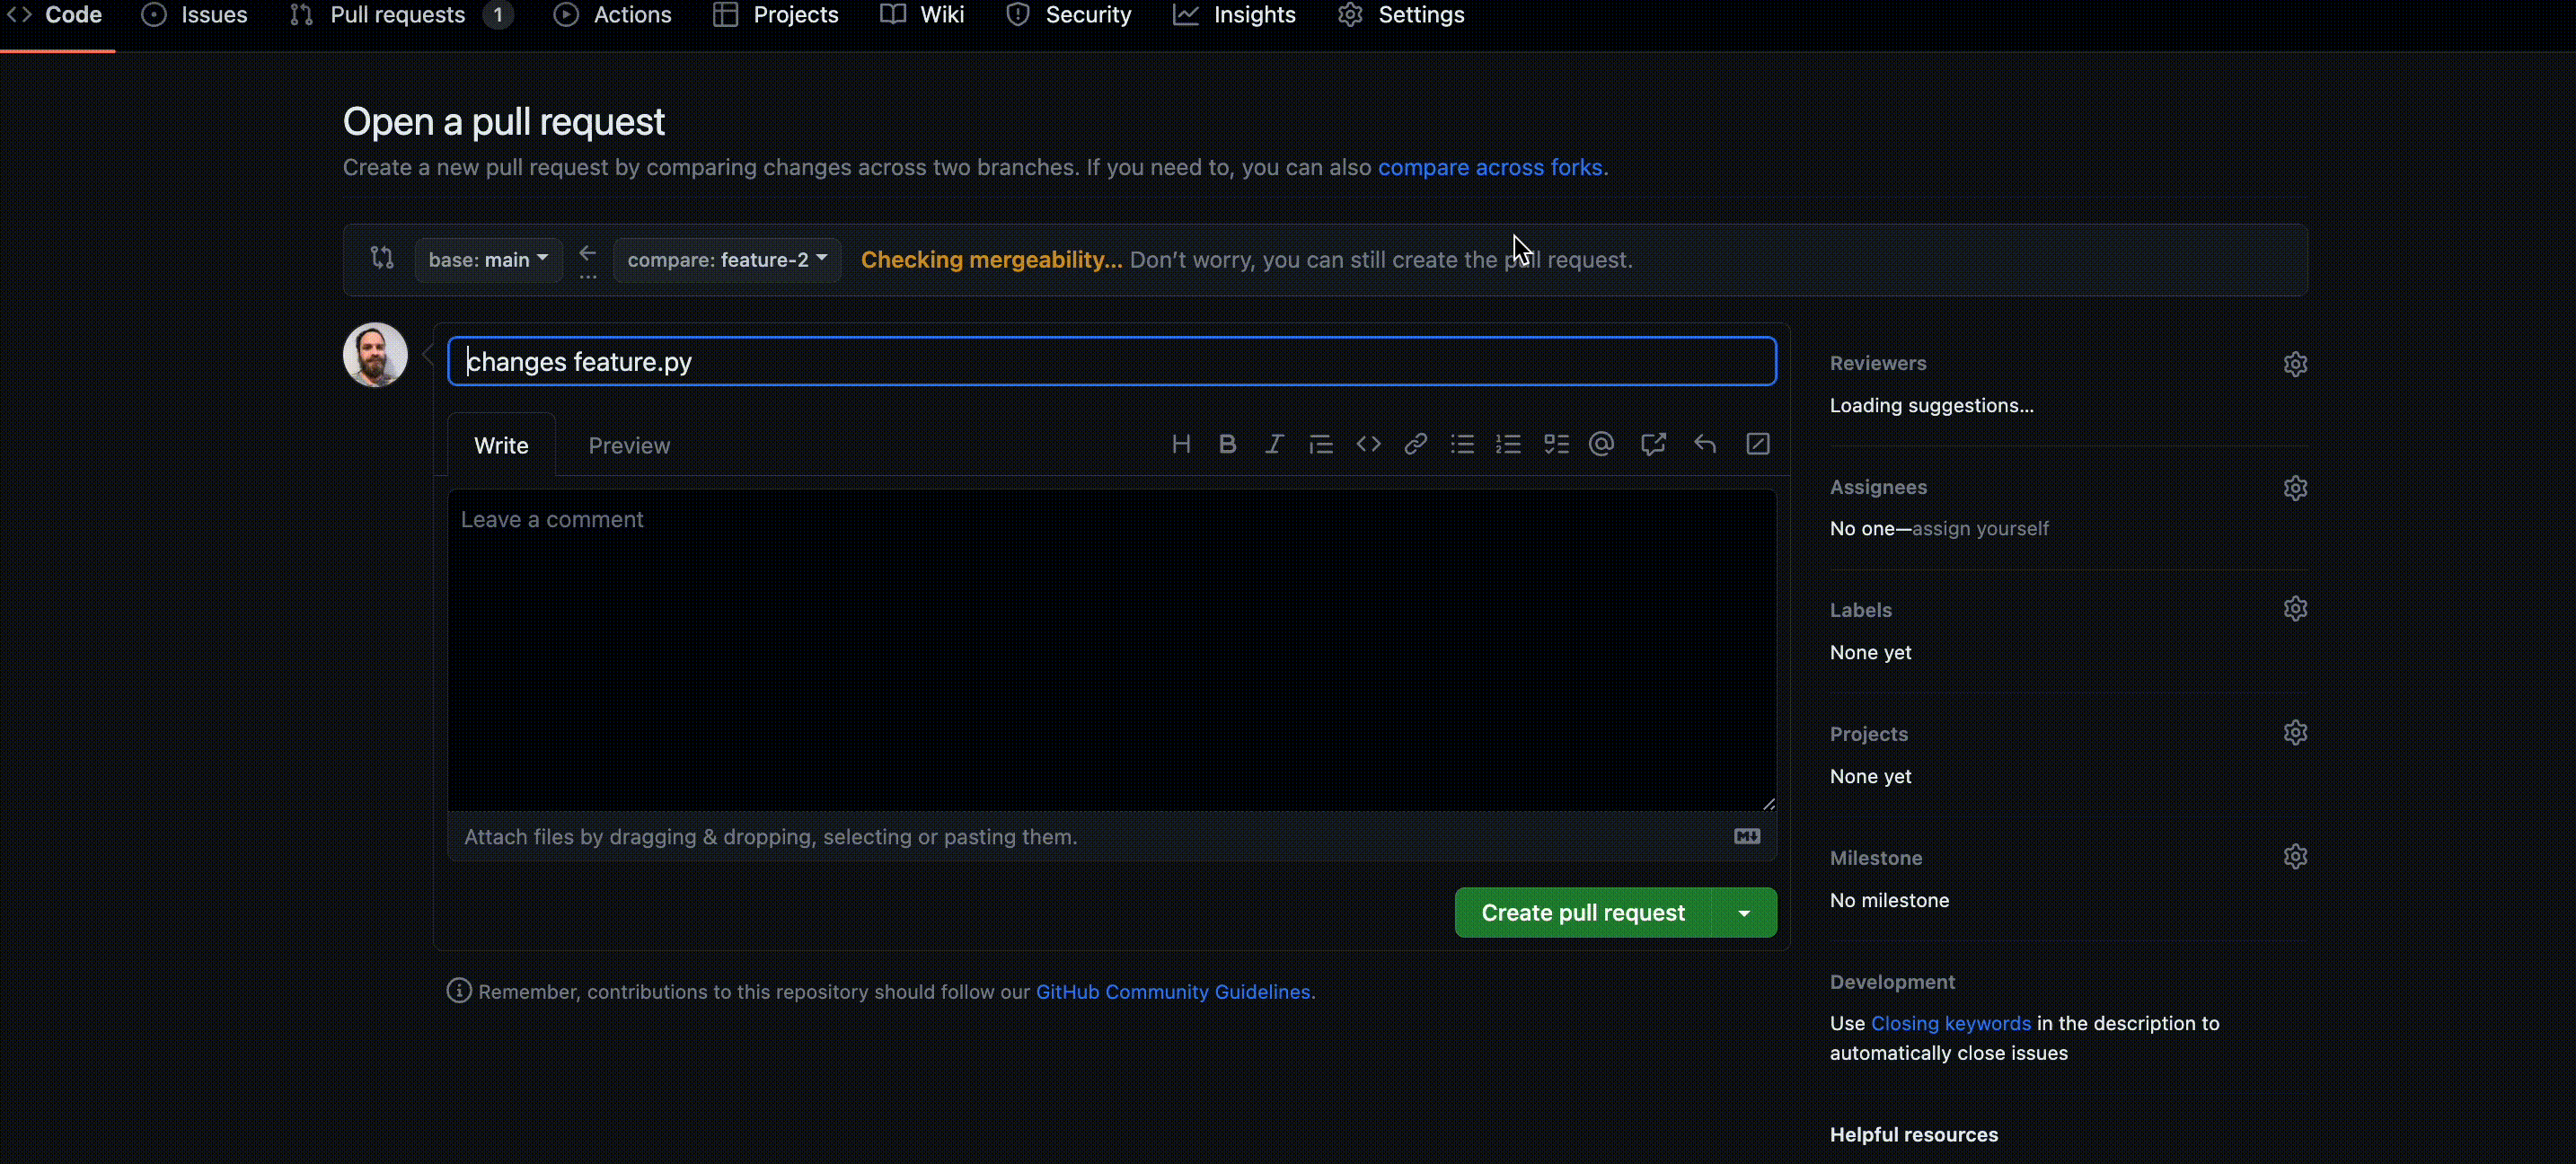 Code Issues Pull requests 1 Actions Projects Wiki Security Insights Settings
Open a pull request
Create a new pull request by comparing changes across two branches. If you need to, you can also compare across forks.
base: main ... compare: feature-2 Checking mergeability... Don't worry, you can still create the pull request.
changes feature.py
Write Preview
Leave a comment
Attach files by dragging & dropping, selecting or pasting them.
Create pull request
Remember, contributions to this repository should follow our GitHub Community Guidelines.
Reviewers
Loading suggestions...
Assignees
No one—assign yourself
Labels
None yet
Projects
None yet
Milestone
No milestone
Development
Use Closing keywords in the description to
automatically close issues
Helpful resources